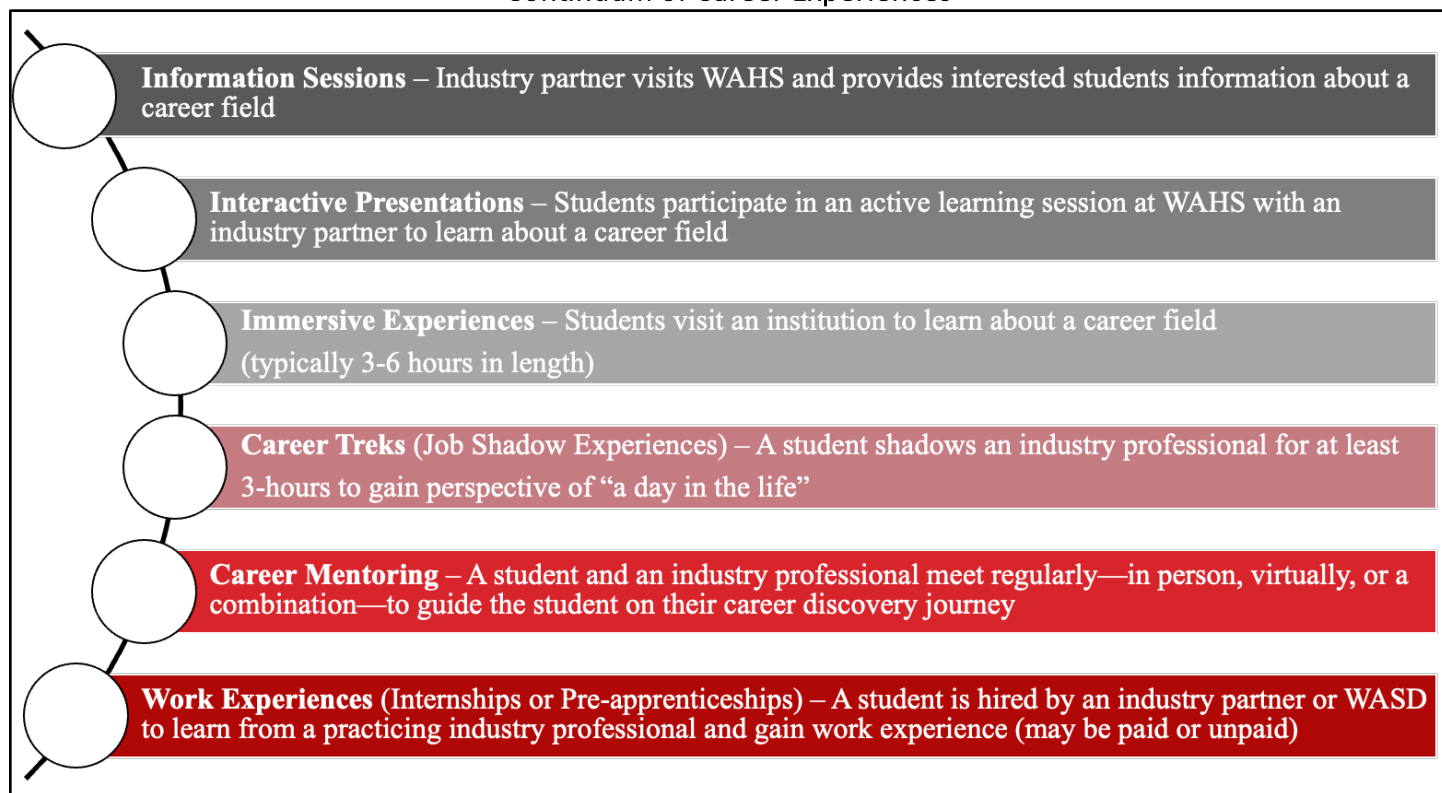 Continuum of Career Experiences
Information Sessions – Industry partner visits WAHS and provides interested students information about a
career field
Interactive Presentations – Students participate in an active learning session at WAHS with an
industry partner to learn about a career field
Immersive Experiences – Students visit an institution to learn about a career field
(typically 3-6 hours in length)
Career Treks (Job Shadow Experiences) – A student shadows an industry professional for at least
3-hours to gain perspective of “a day in the life”
Career Mentoring – A student and an industry professional meet regularly—in person, virtually, or a
combination—to guide the student on their career discovery journey
Work Experiences (Internships or Pre-apprenticeships) – A student is hired by an industry partner or WASD
to learn from a practicing industry professional and gain work experience (may be paid or unpaid)